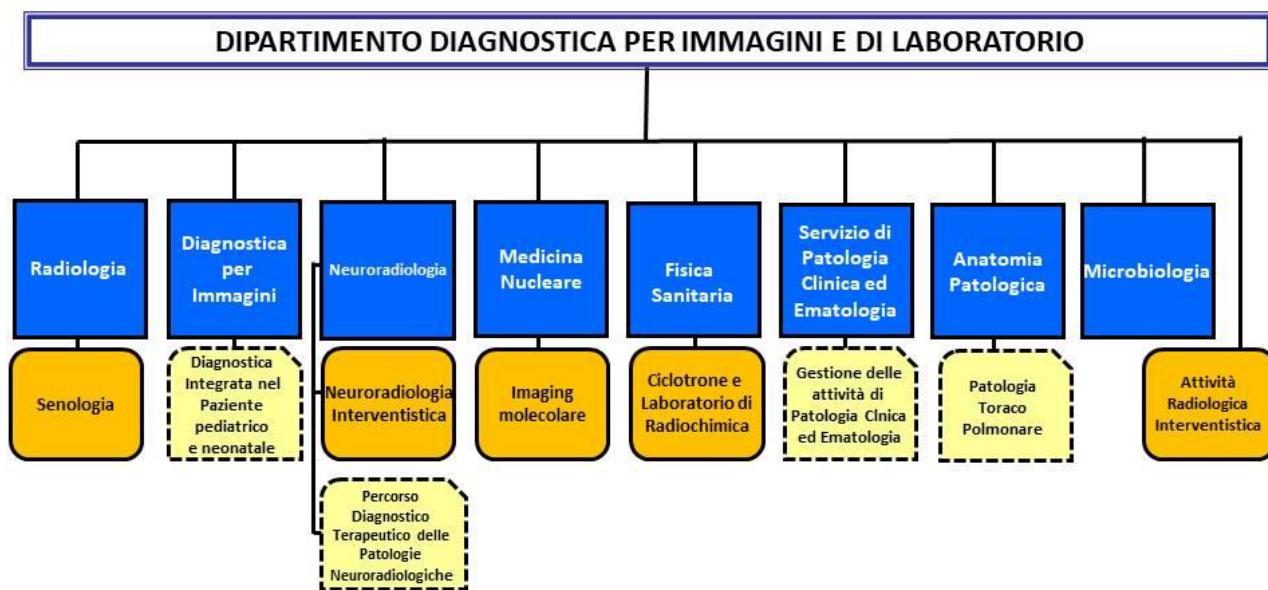 DIPARTIMENTO DIAGNOSTICA PER IMMAGINI E DI LABORATORIO
Radiologia
Diagnostica
per
Immagini
Neuroradiologia
Medicina
Nucleare
Fisica
Sanitaria
Servizio di
Patologia
Clinica ed
Ematologia
Anatomia
Patologica
Microbiologia
Senologia
Diagnostica
Integrata nel
Paziente
pediatrico
e neonatale
Neuroradiologia
Interventistica
Imaging
molecolare
Ciclotrone e
Laboratorio di
Radiochimica
Gestione delle
attività di
Patologia Clnica
ed Ematologia
Patologia
Toraco
Polmonare
Attività
Radiologica
Interventistica
Percorso
Diagnostico
Terapeutico delle
Patologie
Neuroradiologiche